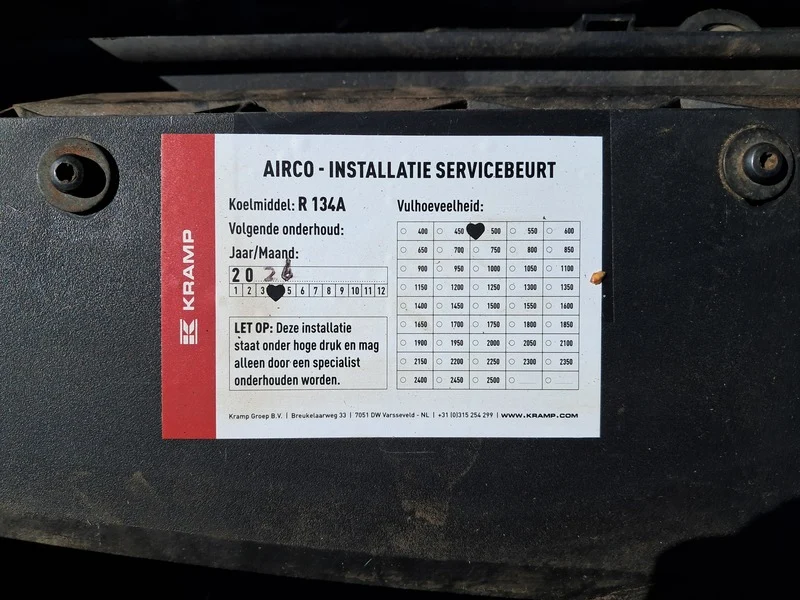 KRAMP
AIRCO - INSTALLATIE SERVICEBEURT
Koelmiddel: R 134A
Volgende onderhoud:
Jaar/Maand:
20 26
1 2 3 5 6 7 8 9 10 11 12
LET OP: Deze installatie
staat onder hoge druk en mag
alleen door een specialist
onderhouden worden.
Vulhoeveelheid:
400 450 500 550 600
650 700 750 800 850
900 950 1000 1050 1100
1150 1200 1250 1300 1350
1400 1450 1500 1550 1600
1650 1700 1750 1800 1850
1900 1950 2000 2050 2100
2150 2200 2250 2300 2350
2400 2450 2500
Kramp Groep B.V. | Breukelaarweg 33 | 7051 DW Varsseveld - NL | +31 (0)315 254 299 | WWW.KRAMP.COM